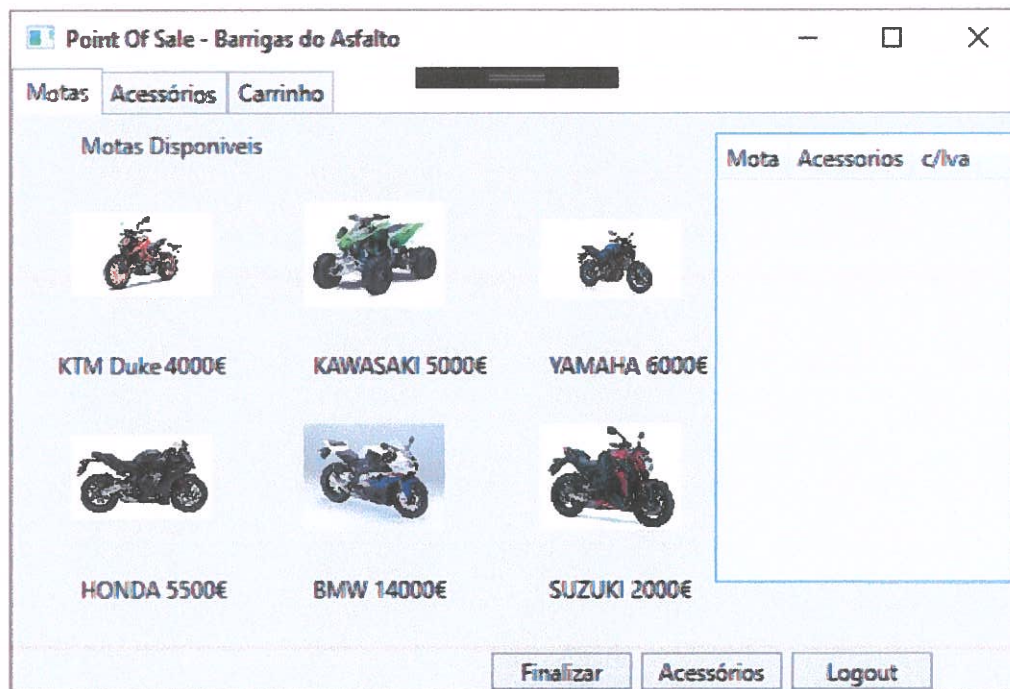 Point Of Sale - Barrigas do Asfalto
Motas Acessórios Carrinho
Motas Disponiveis
Mota Acessorios c/Iva
KTM Duke 4000€ KAWASAKI 5000€ YAMAHA 6000€
HONDA 5500€ BMW 14000€ SUZUKI 2000€
Finalizar Acessórios Logout